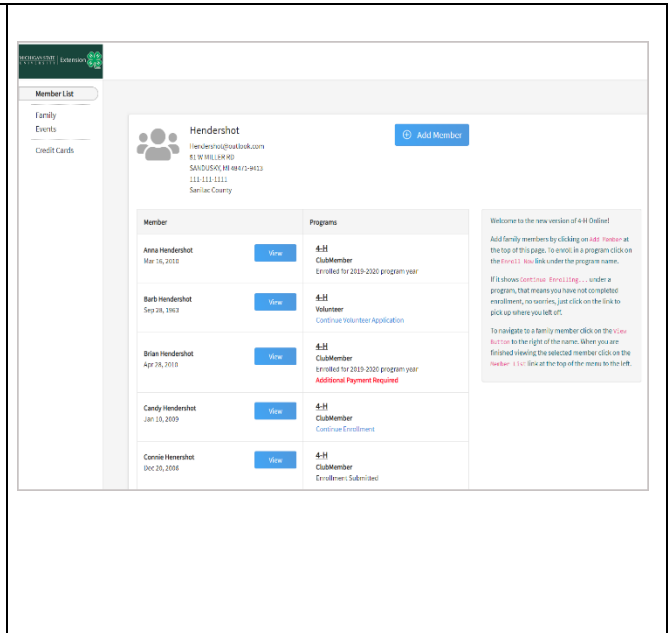 MICHIGAN STATE
UNIVERSITY | Extension
Member List
Family
Events
Credit Cards
Hendershot
Hendershot@outlook.com
81 W MILLER RD
SANDUSKY, MI 48471-9413
111-111-1111
Sanilac County
Add Member
Member
Programs
Anna Hendershot
Mar 16, 2010
View
4-H
ClubMember
Enrolled for 2019-2020 program year
Barb Hendershot
Sep 28, 1963
View
4-H
Volunteer
Continue Volunteer Application
Brian Hendershot
Apr 28, 2010
View
4-H
ClubMember
Enrolled for 2019-2020 program year
Additional Payment Required
Candy Hendershot
Jan 10, 2009
View
4-H
ClubMember
Continue Enrollment
Connie Henershot
Dec 20, 2008
View
4-H
ClubMember
Enrollment Submitted
Welcome to the new version of 4-H Online!
Add family members by clicking on Add Member at
the top of this page. To enroll in a program click on
the Enroll Now link under the program name.
If it shows Continue Enrolling... under a
program, that means you have not completed
enrollment, no worries, just click on the link to
pick up where you left off.
To navigate to a family member click on the View
Button to the right of the name. When you are
finished viewing the selected member click on the
Member List link at the top of the menu to the left.